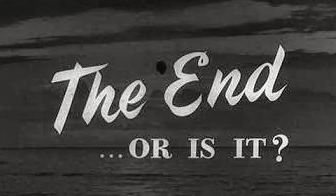 The End
...OR IS IT?